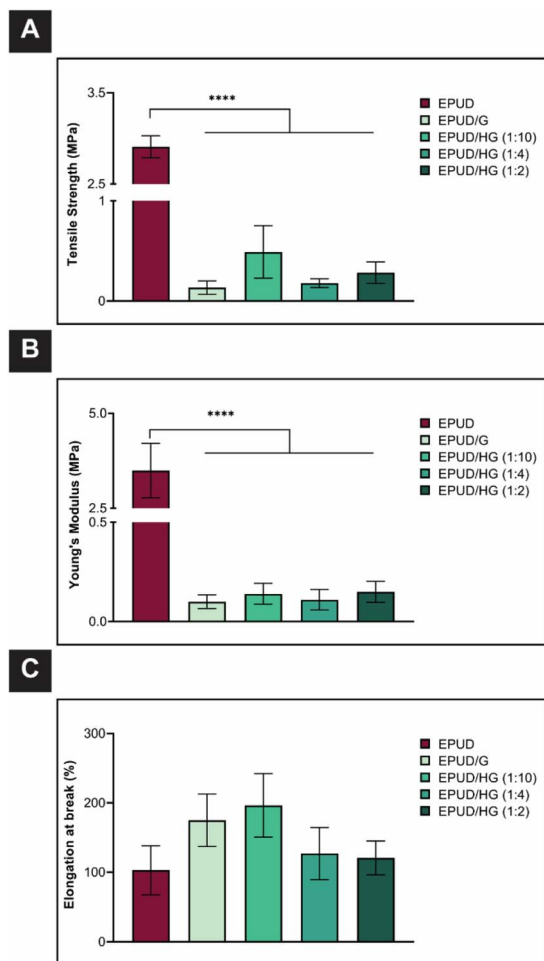 A
Tensile Strength (MPa)
3.5
2.5
1
0
****
EPUD
EPUD/G
EPUD/HG (1:10)
EPUD/HG (1:4)
EPUD/HG (1:2)
B
Young's Modulus (MPa)
5.0
2.5
0.5
0.0
****
EPUD
EPUD/G
EPUD/HG (1:10)
EPUD/HG (1:4)
EPUD/HG (1:2)
C
Elongation at break (%)
300
200
100
0
EPUD
EPUD/G
EPUD/HG (1:10)
EPUD/HG (1:4)
EPUD/HG (1:2)